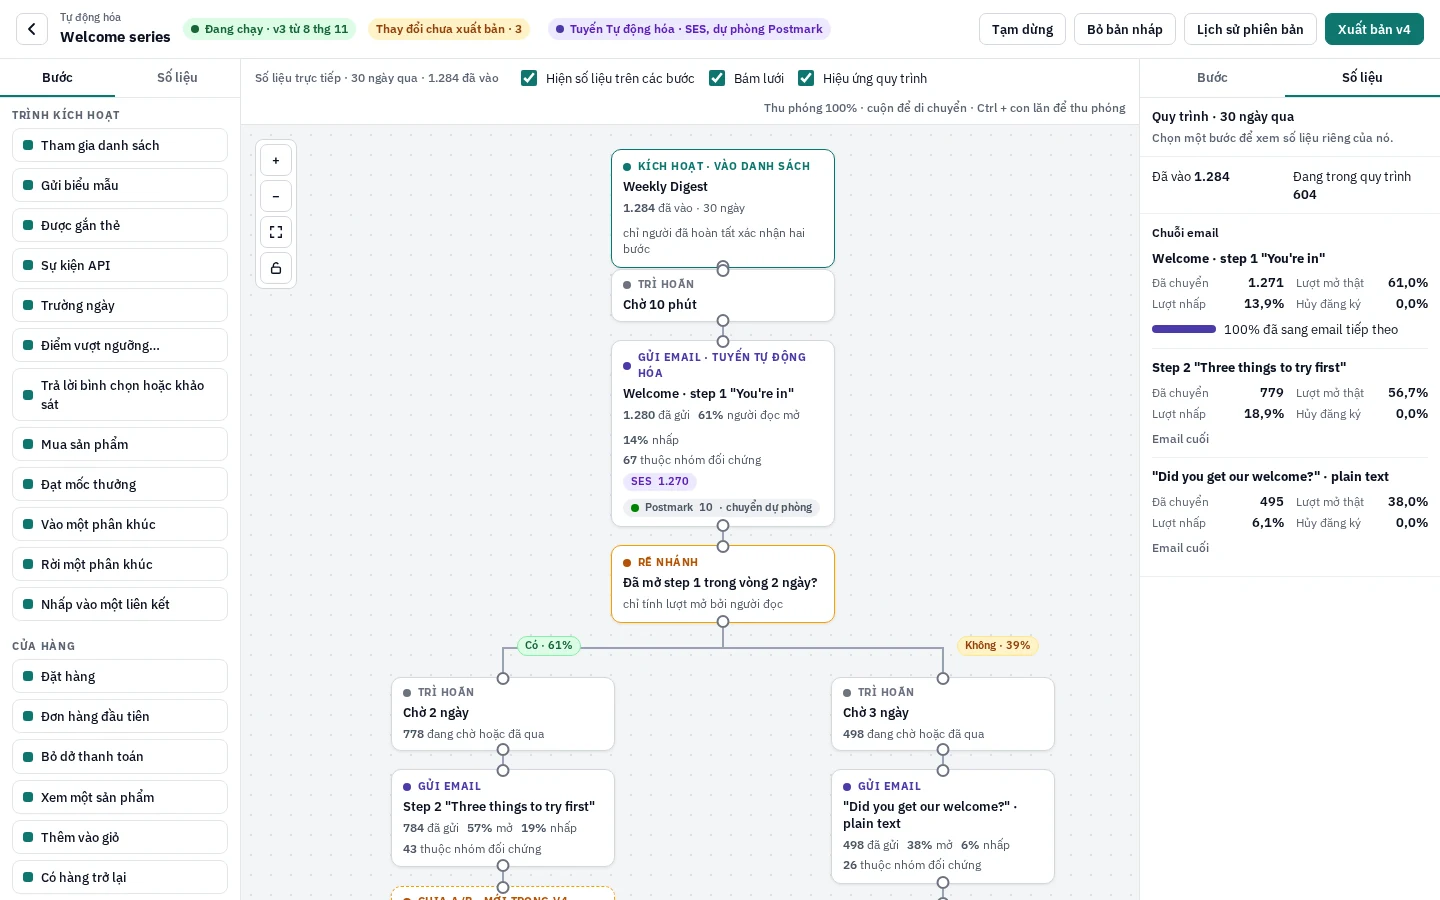 Tự động hóa
Welcome series
Đang chạy · v3 từ 8 thg 11
Thay đổi chưa xuất bản · 3
Tuyến Tự động hóa · SES, dự phòng Postmark
Tạm dừng
Bỏ bản nháp
Lịch sử phiên bản
Xuất bản v4
Bước
Số liệu
TRÌNH KÍCH HOẠT
Tham gia danh sách
Gửi biểu mẫu
Được gắn thẻ
Sự kiện API
Trường ngày
Điểm vượt ngưỡng…
Trả lời bình chọn hoặc khảo
sát
Mua sản phẩm
Đạt mốc thưởng
Vào một phân khúc
Rời một phân khúc
Nhấp vào một liên kết
CỬA HÀNG
Đặt hàng
Đơn hàng đầu tiên
Bỏ dở thanh toán
Xem một sản phẩm
Thêm vào giỏ
Có hàng trở lại
Số liệu trực tiếp · 30 ngày qua · 1.284 đã vào
Hiện số liệu trên các bước
Bám lưới
Hiệu ứng quy trình
Thu phóng 100% · cuộn để di chuyển · Ctrl + con lăn để thu phóng
+
−
KÍCH HOẠT · VÀO DANH SÁCH
Weekly Digest
1.284 đã vào · 30 ngày
chỉ người đã hoàn tất xác nhận hai
bước
TRÌ HOÃN
Chờ 10 phút
GỬI EMAIL · TUYẾN TỰ ĐỘNG
HÓA
Welcome · step 1 "You're in"
1.280 đã gửi 61% người đọc mở
14% nhấp
67 thuộc nhóm đối chứng
SES 1.270
Postmark 10 · chuyển dự phòng
RẼ NHÁNH
Đã mở step 1 trong vòng 2 ngày?
chỉ tính lượt mở bởi người đọc
Có · 61%
Không · 39%
TRÌ HOÃN
Chờ 2 ngày
778 đang chờ hoặc đã qua
GỬI EMAIL
Step 2 "Three things to try first"
784 đã gửi 57% mở 19% nhấp
43 thuộc nhóm đối chứng
CHIA A/B · MỚI TRONG V4
TRÌ HOÃN
Chờ 3 ngày
498 đang chờ hoặc đã qua
GỬI EMAIL
"Did you get our welcome?" ·
plain text
498 đã gửi 38% mở 6% nhấp
26 thuộc nhóm đối chứng
Bước
Số liệu
Quy trình · 30 ngày qua
Chọn một bước để xem số liệu riêng của nó.
Đã vào 1.284
Đang trong quy trình
604
Chuỗi email
Welcome · step 1 "You're in"
Đã chuyển 1.271 Lượt mở thật 61,0%
Lượt nhấp 13,9% Hủy đăng ký 0,0%
100% đã sang email tiếp theo
Step 2 "Three things to try first"
Đã chuyển 779 Lượt mở thật 56,7%
Lượt nhấp 18,9% Hủy đăng ký 0,0%
Email cuối
"Did you get our welcome?" · plain text
Đã chuyển 495 Lượt mở thật 38,0%
Lượt nhấp 6,1% Hủy đăng ký 0,0%
Email cuối